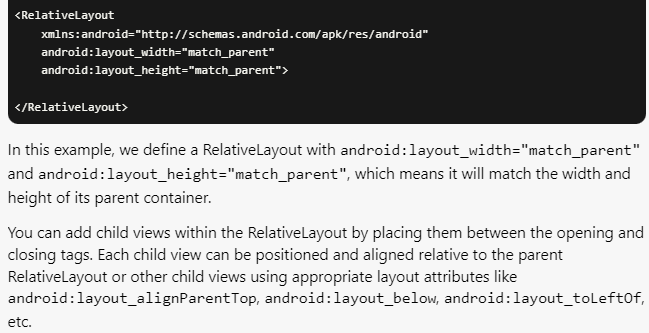 <RelativeLayout
    xmlns:android="http://schemas.android.com/apk/res/android"
    android:layout_width="match_parent"
    android:layout_height="match_parent">

</RelativeLayout>
In this example, we define a RelativeLayout with android:layout_width="match_parent"
and android:layout_height="match_parent", which means it will match the width and
height of its parent container.
You can add child views within the RelativeLayout by placing them between the opening and
closing tags. Each child view can be positioned and aligned relative to the parent
RelativeLayout or other child views using appropriate layout attributes like
android:layout_alignParentTop, android:layout_below, android:layout_toLeftOf,
etc.